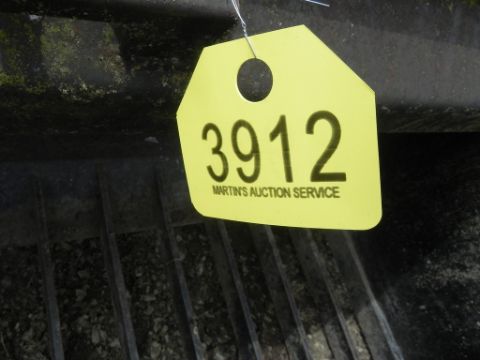 3912
MARTIN'S AUCTION SERVICE